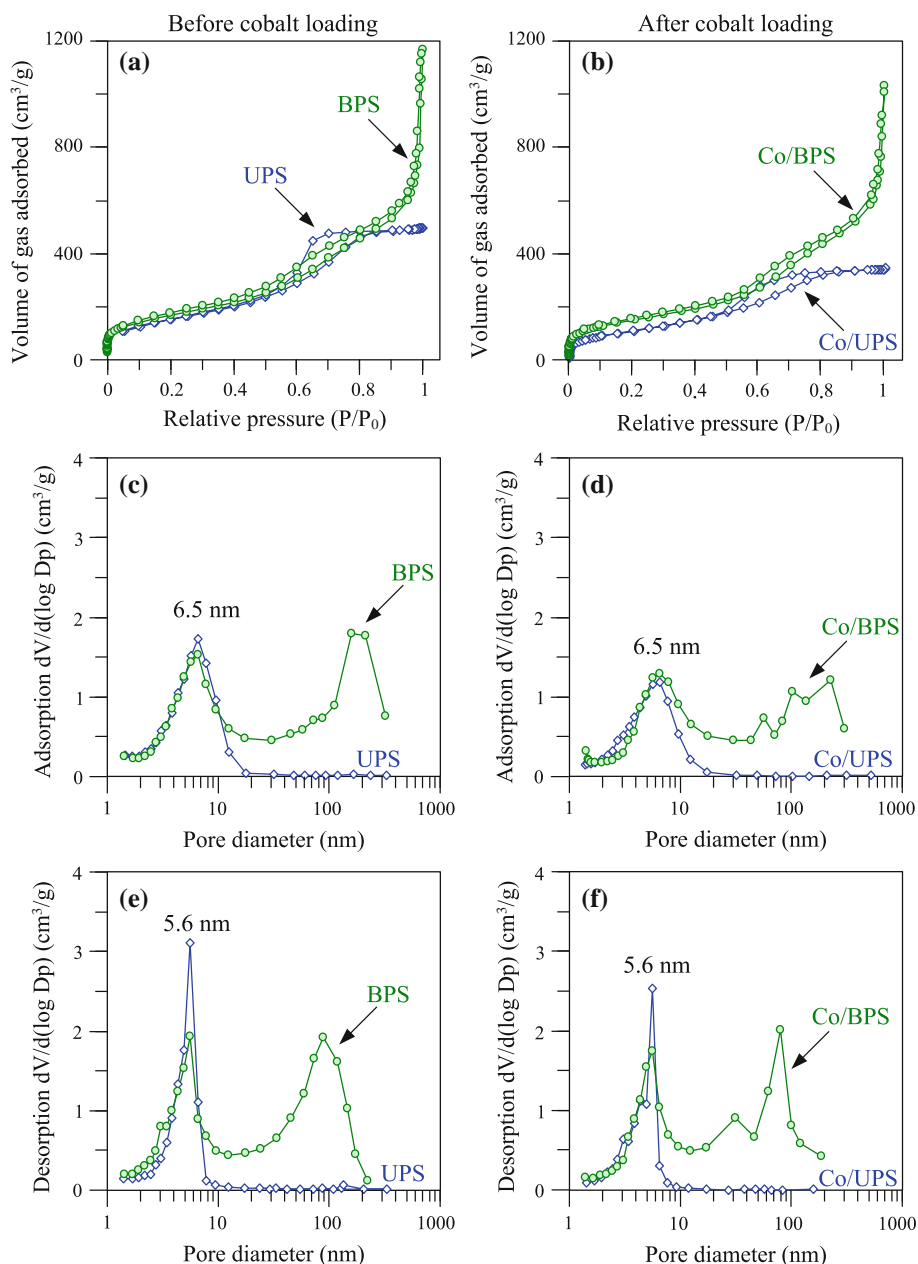 Before cobalt loading
After cobalt loading
(a)
1200
800
400
0
Volume of gas adsorbed (cm³/g)
BPS
UPS
0
0.2
0.4
0.6
0.8
1
Relative pressure (P/P₀)
(b)
1200
800
400
0
Volume of gas adsorbed (cm³/g)
Co/BPS
Co/UPS
0
0.2
0.4
0.6
0.8
1
Relative pressure (P/P₀)
(c)
4
3
2
1
0
Adsorption dV/d(log Dp) (cm³/g)
6.5 nm
BPS
UPS
1
10
100
1000
Pore diameter (nm)
(d)
4
3
2
1
0
Adsorption dV/d(log Dp) (cm³/g)
6.5 nm
Co/BPS
Co/UPS
1
10
100
1000
Pore diameter (nm)
(e)
4
3
2
1
0
Desorption dV/d(log Dp) (cm³/g)
5.6 nm
BPS
UPS
1
10
100
1000
Pore diameter (nm)
(f)
4
3
2
1
0
Desorption dV/d(log Dp) (cm³/g)
5.6 nm
Co/BPS
Co/UPS
1
10
100
1000
Pore diameter (nm)